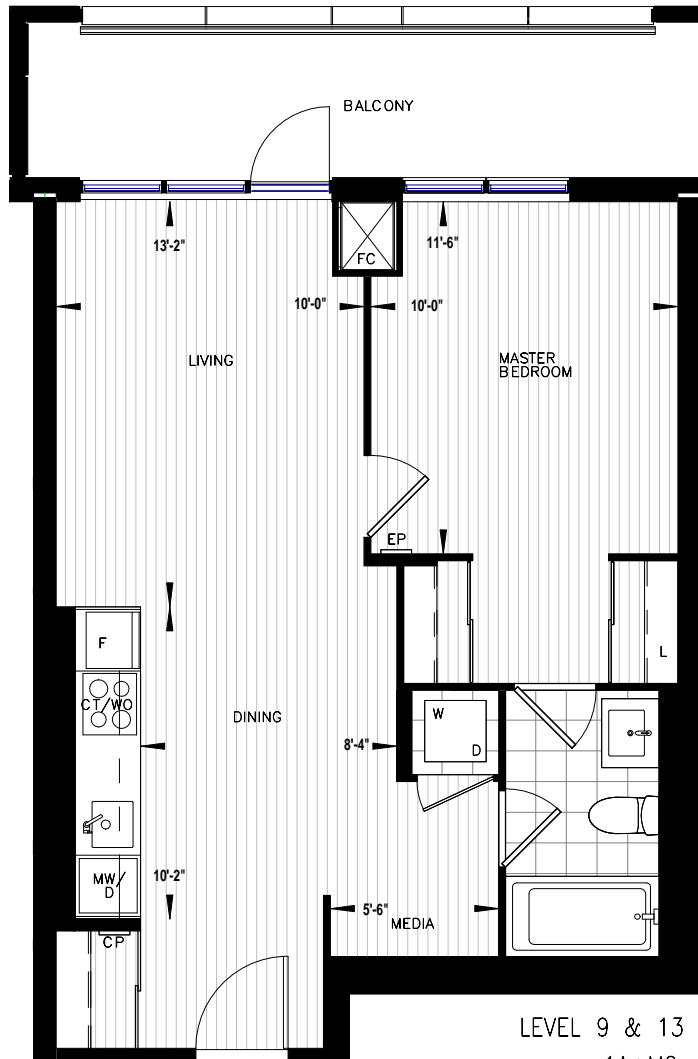 BALCONY
13'-2"
FC
11'-6"
10'-0"
10'-0"
LIVING
MASTER
BEDROOM
EP
F
L
CT/WO
W
D
DINING
8'-4"
MW/
D
10'-2"
5'-6"
MEDIA
CP
LEVEL 9 & 13